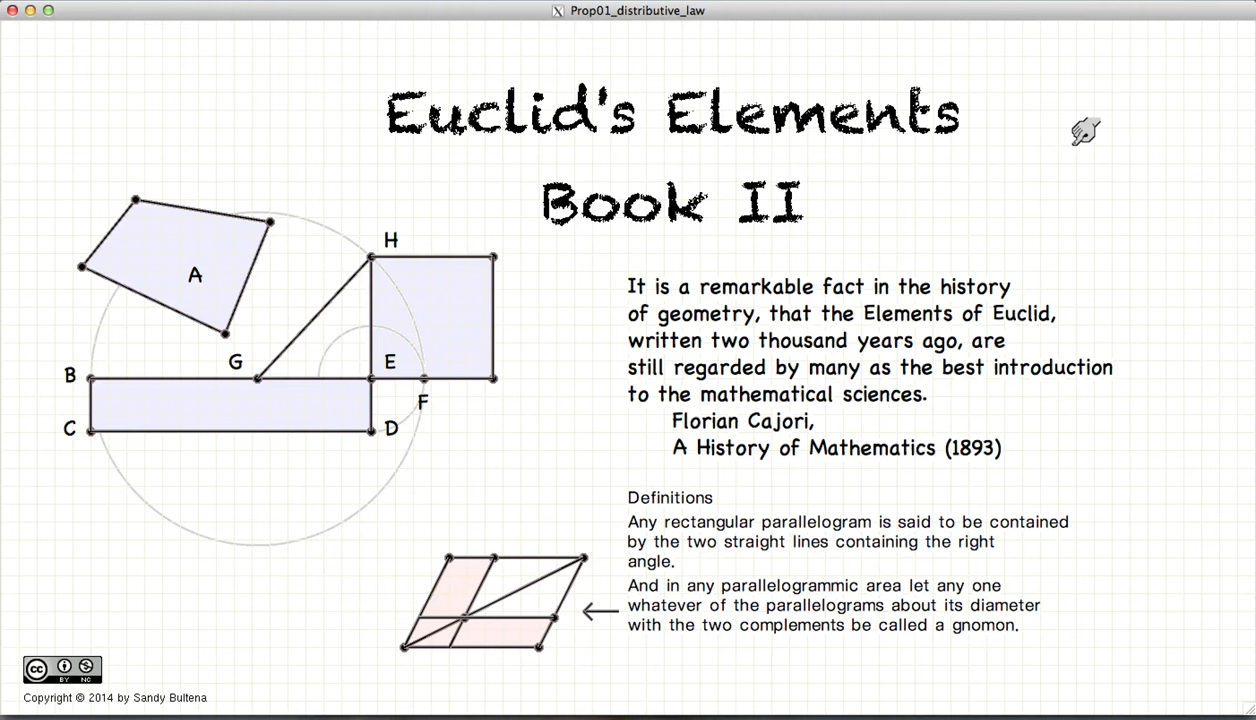 Prop01_distributive_law
Euclid's Elements
Book II
A
H
G
E
B
F
C
D
It is a remarkable fact in the history
of geometry, that the Elements of Euclid,
written two thousand years ago, are
still regarded by many as the best introduction
to the mathematical sciences.
Florian Cajori,
A History of Mathematics (1893)
Definitions
Any rectangular parallelogram is said to be contained
by the two straight lines containing the right
angle.
And in any parallelogrammic area let any one
whatever of the parallelograms about its diameter
with the two complements be called a gnomon.
cc
BY NC
Copyright © 2014 by Sandy Bultena